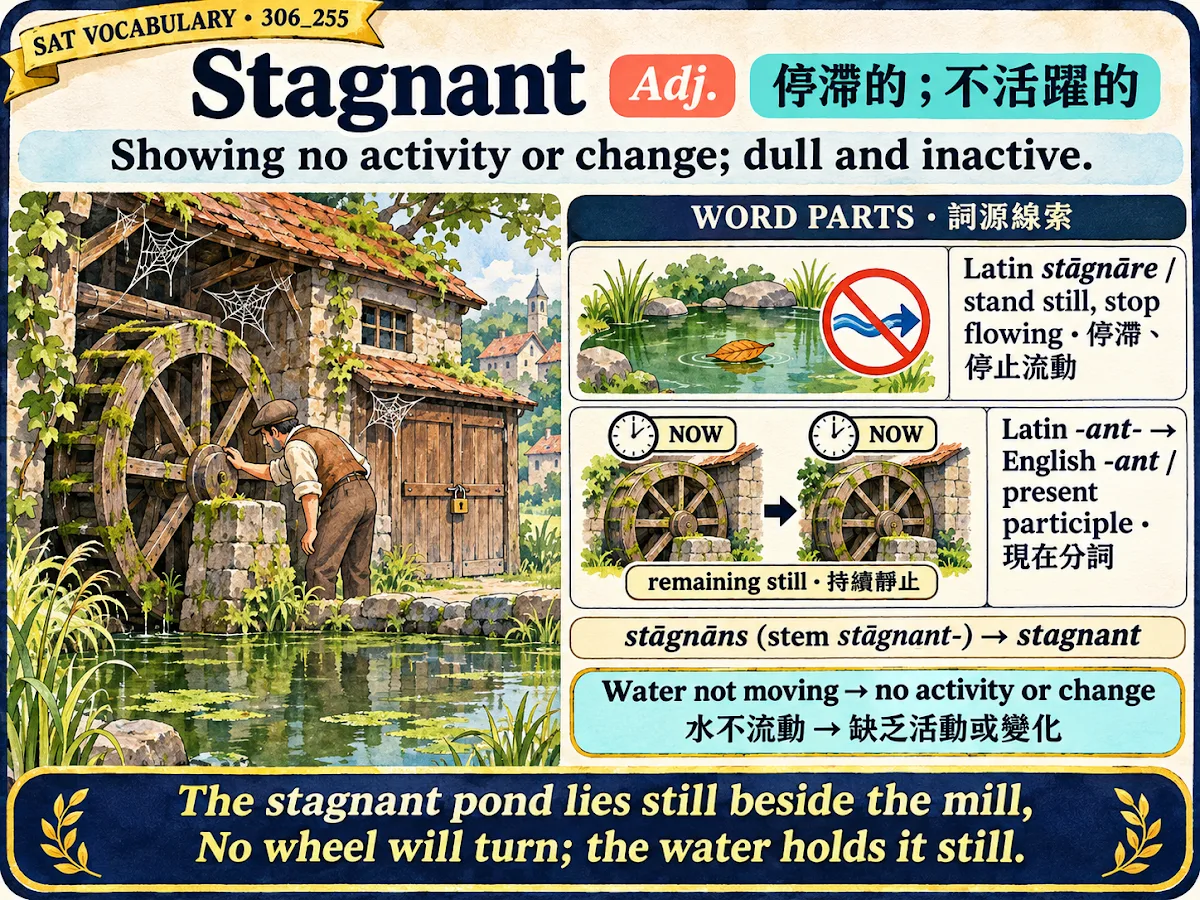 SAT VOCABULARY • 306_255
Stagnant
Adj.
停滯的；不活躍的
Showing no activity or change; dull and inactive.
WORD PARTS • 詞源線索
Latin stāgnāre /
stand still, stop
flowing • 停滯、
停止流動
NOW
NOW
remaining still • 持續靜止
Latin -ant- →
English -ant /
present
participle •
現在分詞
stāgnāns (stem stāgnant-) → stagnant
Water not moving → no activity or change
水不流動 → 缺乏活動或變化
The stagnant pond lies still beside the mill,
No wheel will turn; the water holds it still.